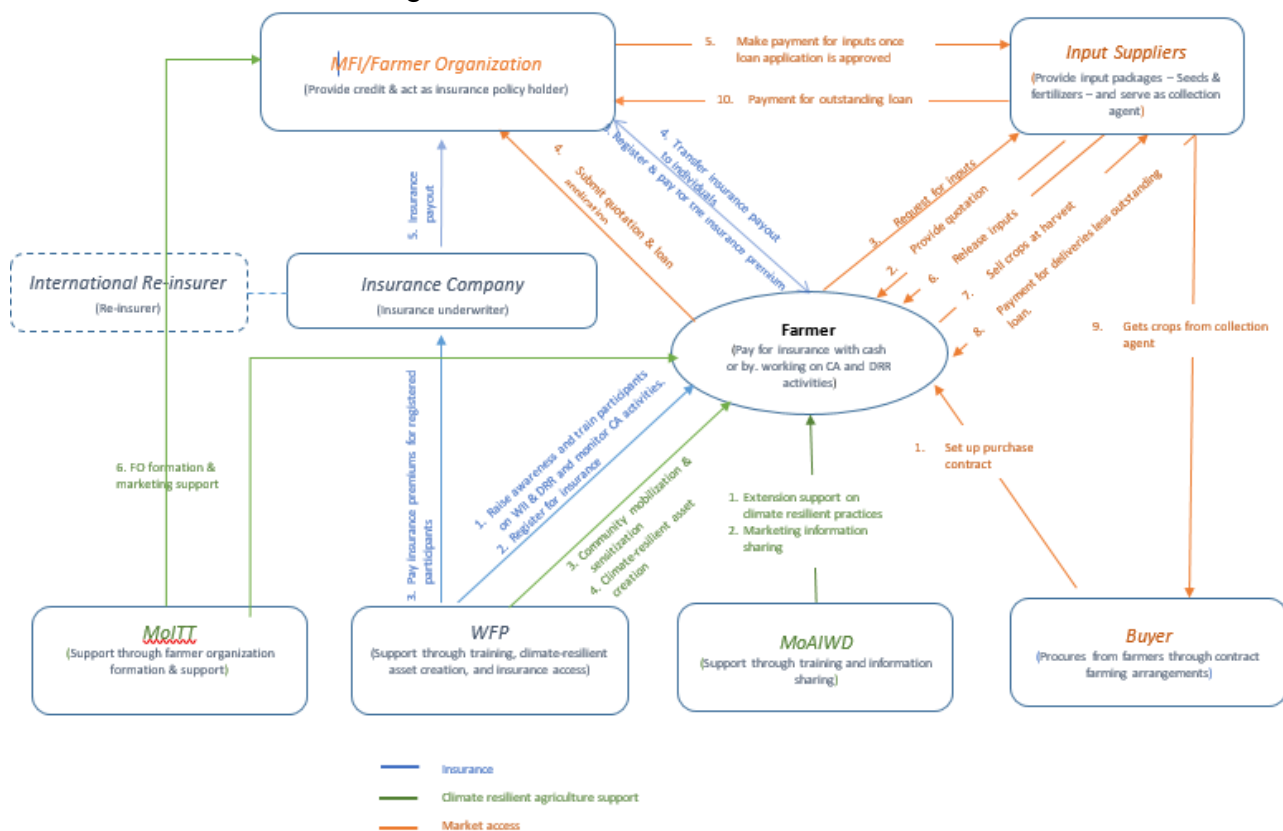 MFI/Farmer Organization
(Provide credit & act as insurance policy holder)
5. Make payment for inputs once
loan application is approved
10. Payment for outstanding loan
Input Suppliers
(Provide input packages – Seeds &
fertilizers – and serve as collection
agent)
4. Transfer insurance payout
to individuals
Register & pay for the insurance premium
4. Submit quotation & loan
application
5. Insurance
payout
3. Request for inputs
2. Provide quotation
6. Release inputs
7. Sell crops at harvest
8. Payment for deliveries less outstanding
loan.
International Re-insurer
(Re-insurer)
Insurance Company
(Insurance underwriter)
Farmer
(Pay for insurance with cash
or by. working on CA and DRR
activities)
9. Gets crops from collection
agent
6. FO formation &
marketing support
3. Pay insurance premiums for registered
participants
1. Raise awareness and train participants
on WII & DRR and monitor CA activities.
2. Register for insurance
3. Community mobilization &
sensitization
4. Climate-resilient asset
creation
1. Extension support on
climate resilient practices
2. Marketing information
sharing
1. Set up purchase
contract
MoITT
(Support through farmer organization
formation & support)
WFP
(Support through training, climate-resilient
asset creation, and insurance access)
MoAIWD
(Support through training and information
sharing)
Buyer
(Procures from farmers through contract
farming arrangements)
Insurance
Climate resilient agriculture support
Market access